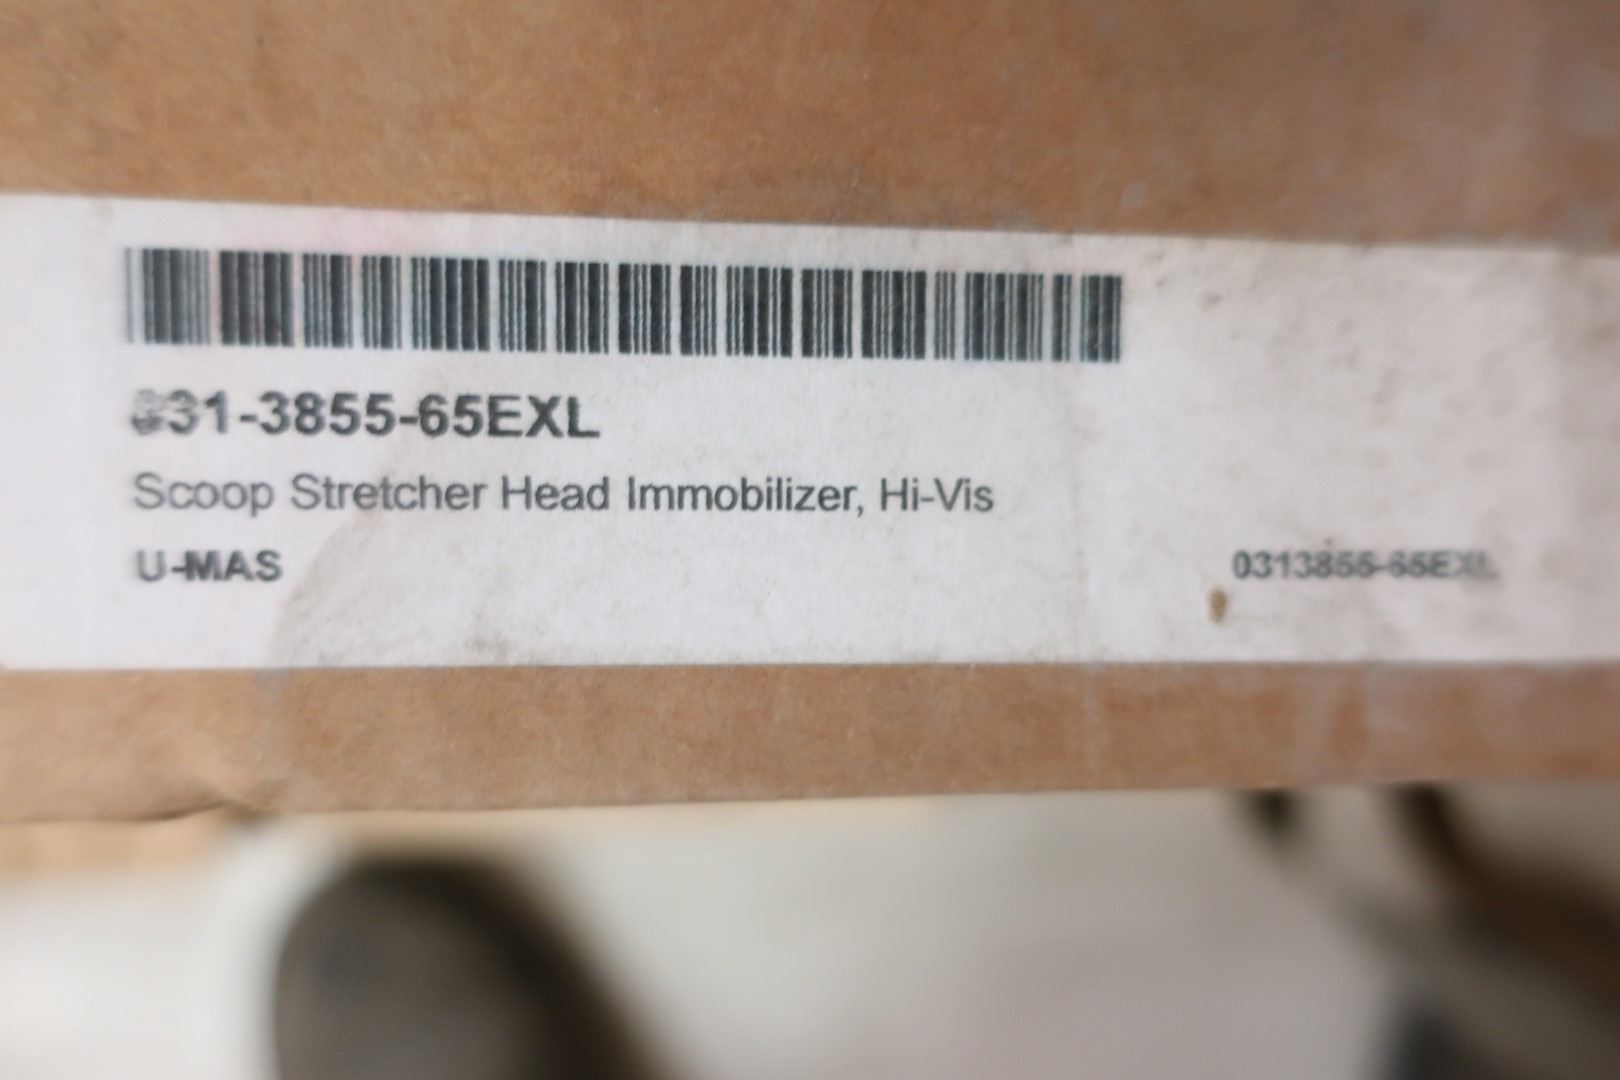 031-3855-65EXL
Scoop Stretcher Head Immobilizer, Hi-Vis
U-MAS
0313855-65EXL